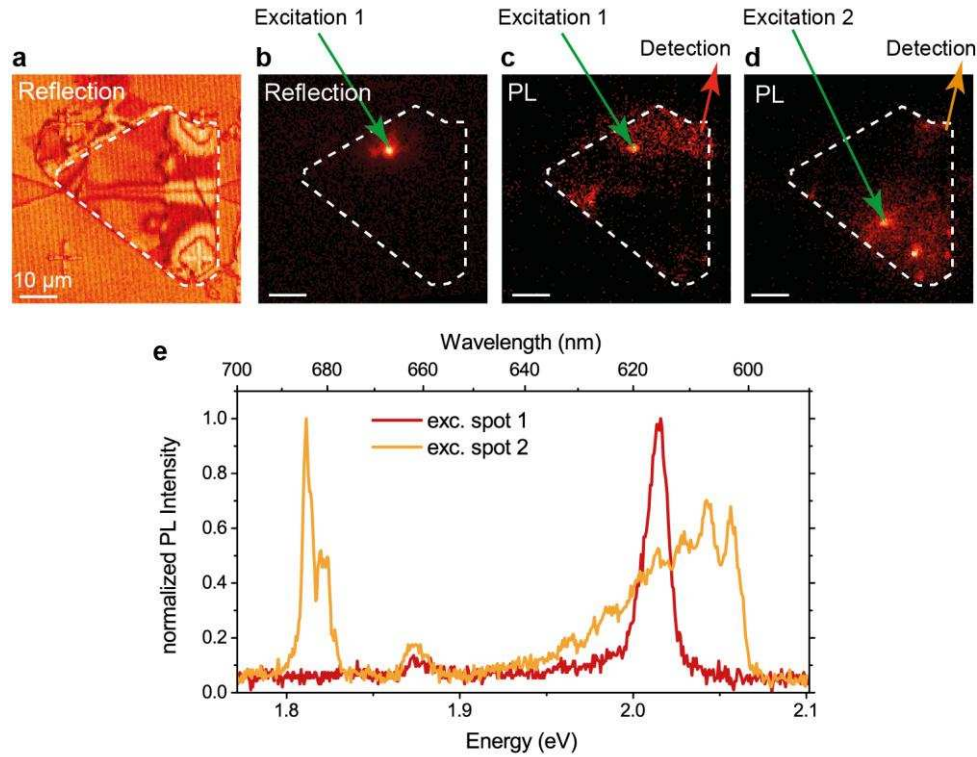 Excitation 1
Excitation 1
Excitation 2
a
b
c
Detection
d
Detection
Reflection
Reflection
PL
PL
10 µm
e
Wavelength (nm)
700 680 660 640 620 600
normalized PL Intensity
1.0
0.8
0.6
0.4
0.2
0.0
exc. spot 1
exc. spot 2
1.8 1.9 2.0 2.1
Energy (eV)